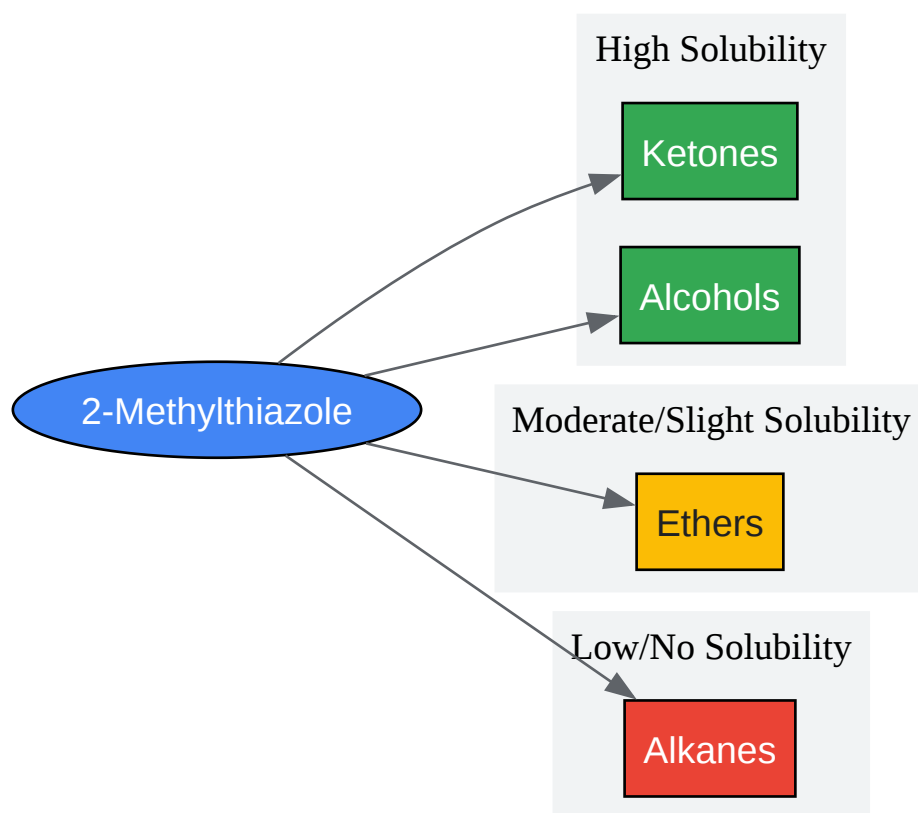 High Solubility
Ketones
Alcohols
2-Methylthiazole
Moderate/Slight Solubility
Ethers
Low/No Solubility
Alkanes